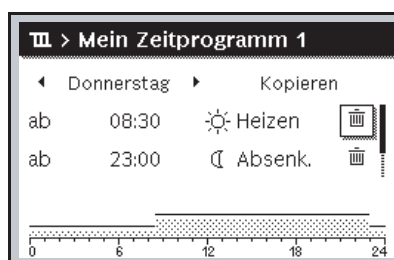 > Mein Zeitprogramm 1
Donnerstag Kopieren
ab 08:30 Heizen
ab 23:00 Absenk.
0 6 12 18 24